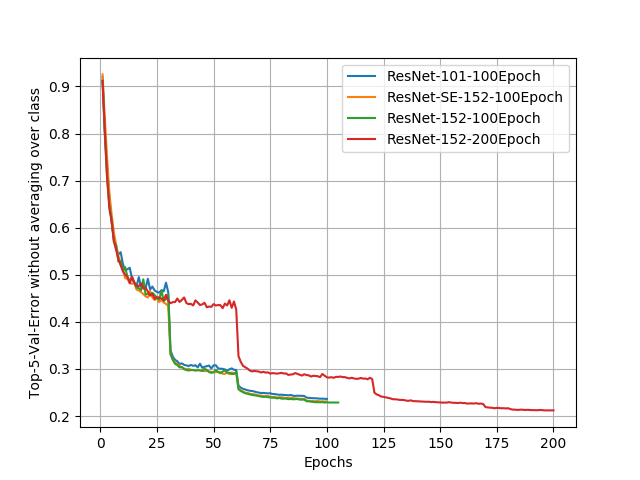 ResNet-101-100Epoch
ResNet-SE-152-100Epoch
ResNet-152-100Epoch
ResNet-152-200Epoch
Top-5-Val-Error without averaging over class
0.9
0.8
0.7
0.6
0.5
0.4
0.3
0.2
0 25 50 75 100 125 150 175 200
Epochs